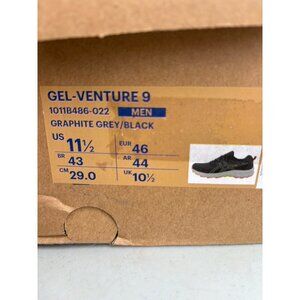 GEL-VENTURE 9
1011B486-022 MEN
GRAPHITE GREY/BLACK
US 11½ EUR 46
BR 43 AR 44
CM 29.0 UK 10½